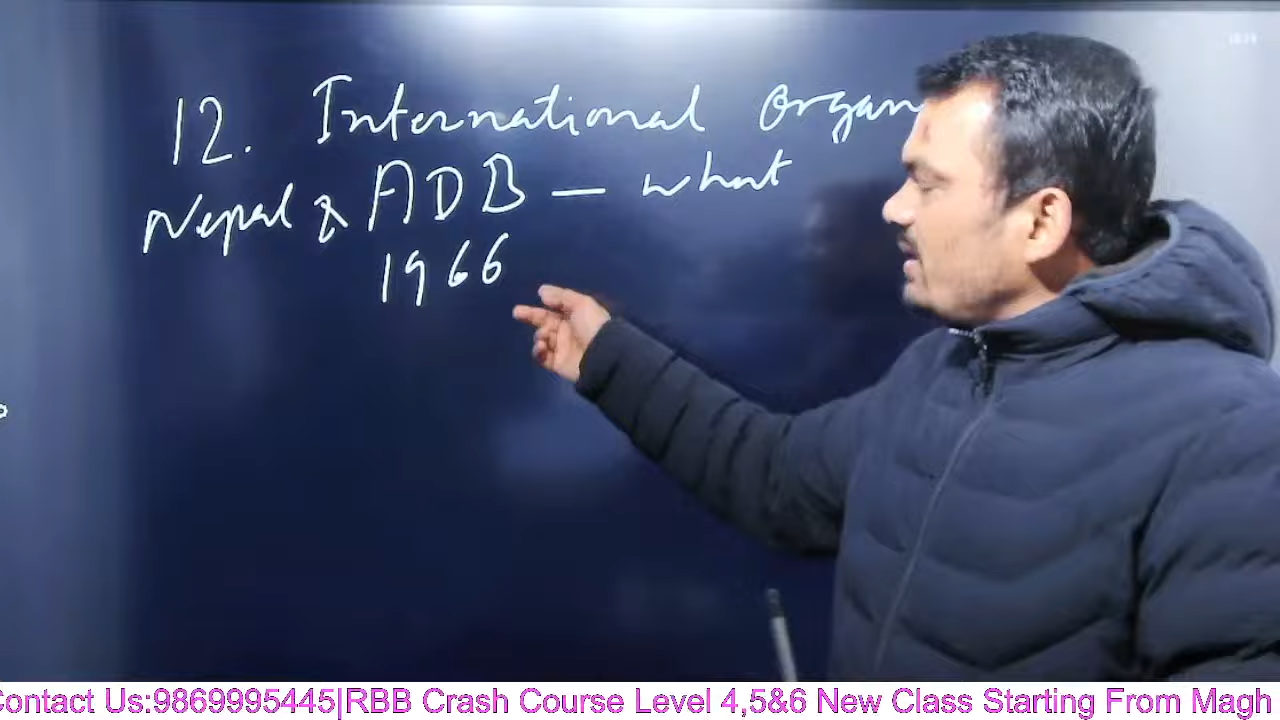 12. International Organ
Nepal & ADB – what
1966
Contact Us:9869995445|RBB Crash Course Level 4,5&6 New Class Starting From Magh